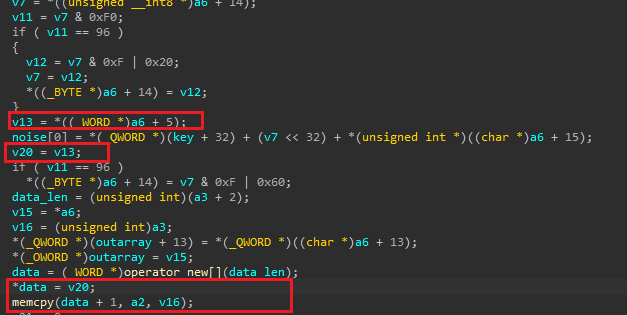 v7 = *((unsigned __int8 *)a6 + 14);
v11 = v7 & 0xF0;
if ( v11 == 96 )
{
v12 = v7 & 0xF | 0x20;
v7 = v12;
*((_BYTE *)a6 + 14) = v12;
}
v13 = *((_WORD *)a6 + 5);
noise[0] = *(_QWORD *)(key + 32) + (v7 << 32) + *(unsigned int *)((char *)a6 + 15);
v20 = v13;
if ( v11 == 96 )
*((_BYTE *)a6 + 14) = v7 & 0xF | 0x60;
data_len = (unsigned int)(a3 + 2);
v15 = *a6;
v16 = (unsigned int)a3;
*(_QWORD *)(outarray + 13) = *(_QWORD *)((char *)a6 + 13);
*(_OWORD *)outarray = v15;
data = (_WORD *)operator new[](data_len);
*data = v20;
memcpy(data + 1, a2, v16);